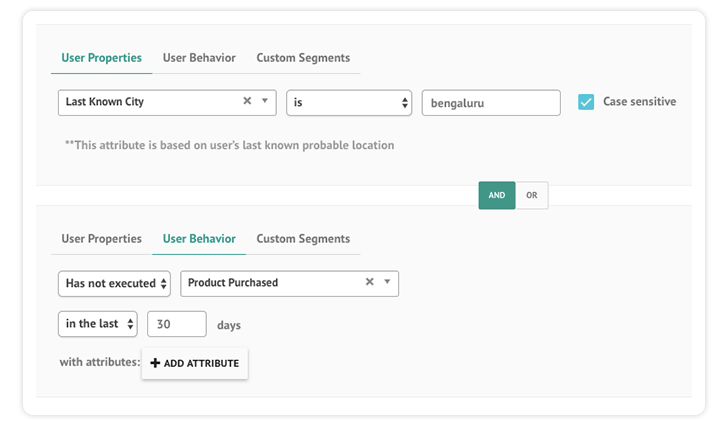 User Properties User Behavior Custom Segments
Last Known City is bengaluru Case sensitive
**This attribute is based on user's last known probable location
AND OR
User Properties User Behavior Custom Segments
Has not executed Product Purchased
in the last 30 days
with attributes: + ADD ATTRIBUTE